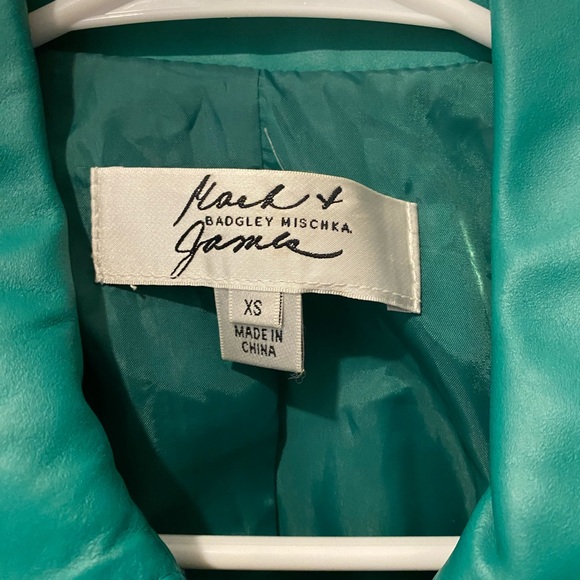 Mark +
BADGLEY MISCHKA
James
XS
MADE IN
CHINA